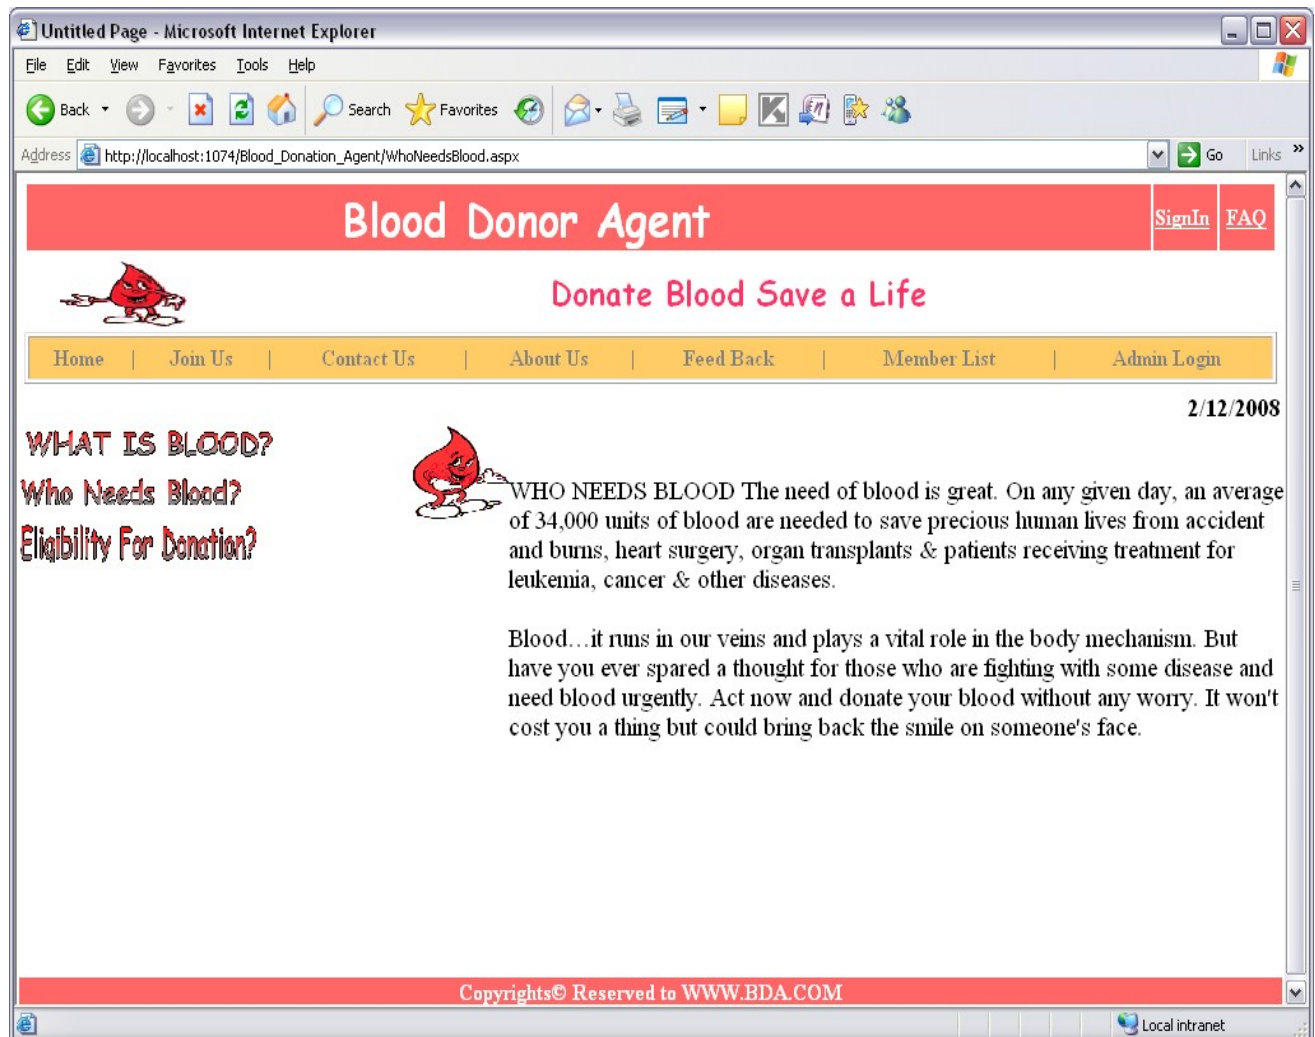 Untitled Page - Microsoft Internet Explorer
File Edit View Favorites Tools Help
Back Search Favorites
Address http://localhost:1074/Blood_Donation_Agent/WhoNeedsBlood.aspx Go Links »
Blood Donor Agent SignIn FAQ
Donate Blood Save a Life
Home | Join Us | Contact Us | About Us | Feed Back | Member List | Admin Login
2/12/2008
WHAT IS BLOOD?
Who Needs Blood?
Eligibility For Donation?
WHO NEEDS BLOOD The need of blood is great. On any given day, an average
of 34,000 units of blood are needed to save precious human lives from accident
and burns, heart surgery, organ transplants & patients receiving treatment for
leukemia, cancer & other diseases.
Blood…it runs in our veins and plays a vital role in the body mechanism. But
have you ever spared a thought for those who are fighting with some disease and
need blood urgently. Act now and donate your blood without any worry. It won't
cost you a thing but could bring back the smile on someone's face.
Copyrights© Reserved to WWW.BDA.COM
Local intranet